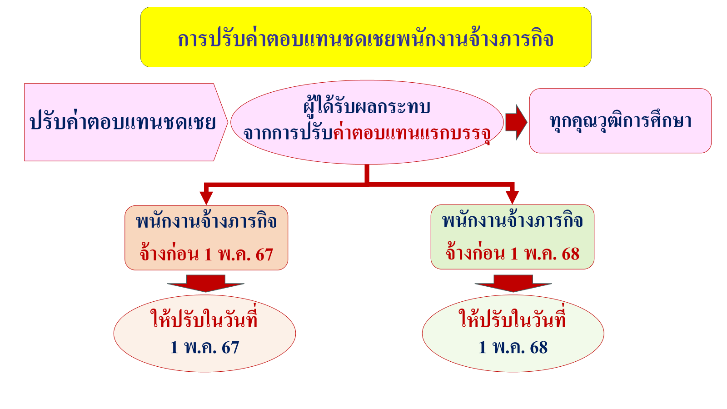 การปรับค่าตอบแทนชดเชยพนักงานจ้างภารกิจ
ปรับค่าตอบแทนชดเชย
ผู้ได้รับผลกระทบ
จากการปรับค่าตอบแทนแรกบรรจุ
ทุกคุณวุฒิการศึกษา
พนักงานจ้างภารกิจ
จ้างก่อน 1 พ.ค. 67
พนักงานจ้างภารกิจ
จ้างก่อน 1 พ.ค. 68
ให้ปรับในวันที่
1 พ.ค. 67
ให้ปรับในวันที่
1 พ.ค. 68